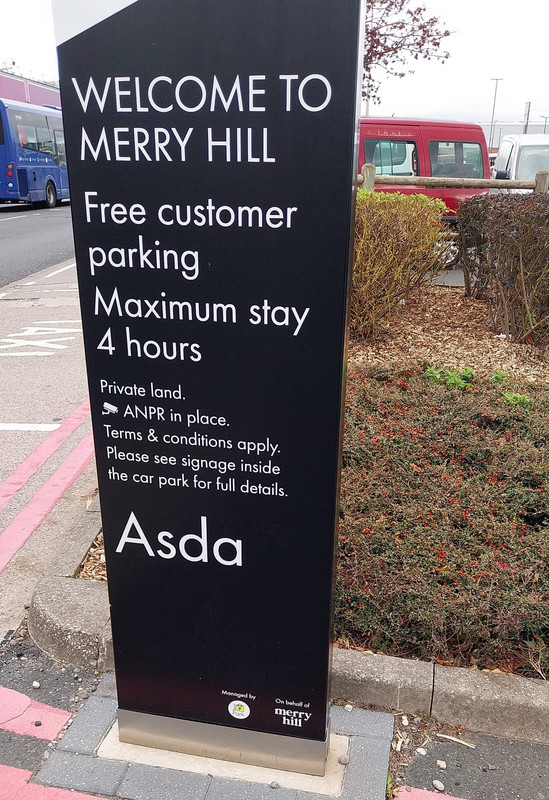 WELCOME TO
MERRY HILL
Free customer
parking
Maximum stay
4 hours
Private land.
ANPR in place.
Terms & conditions apply.
Please see signage inside
the car park for full details.
Asda
Managed by
On behalf of
merry
hill